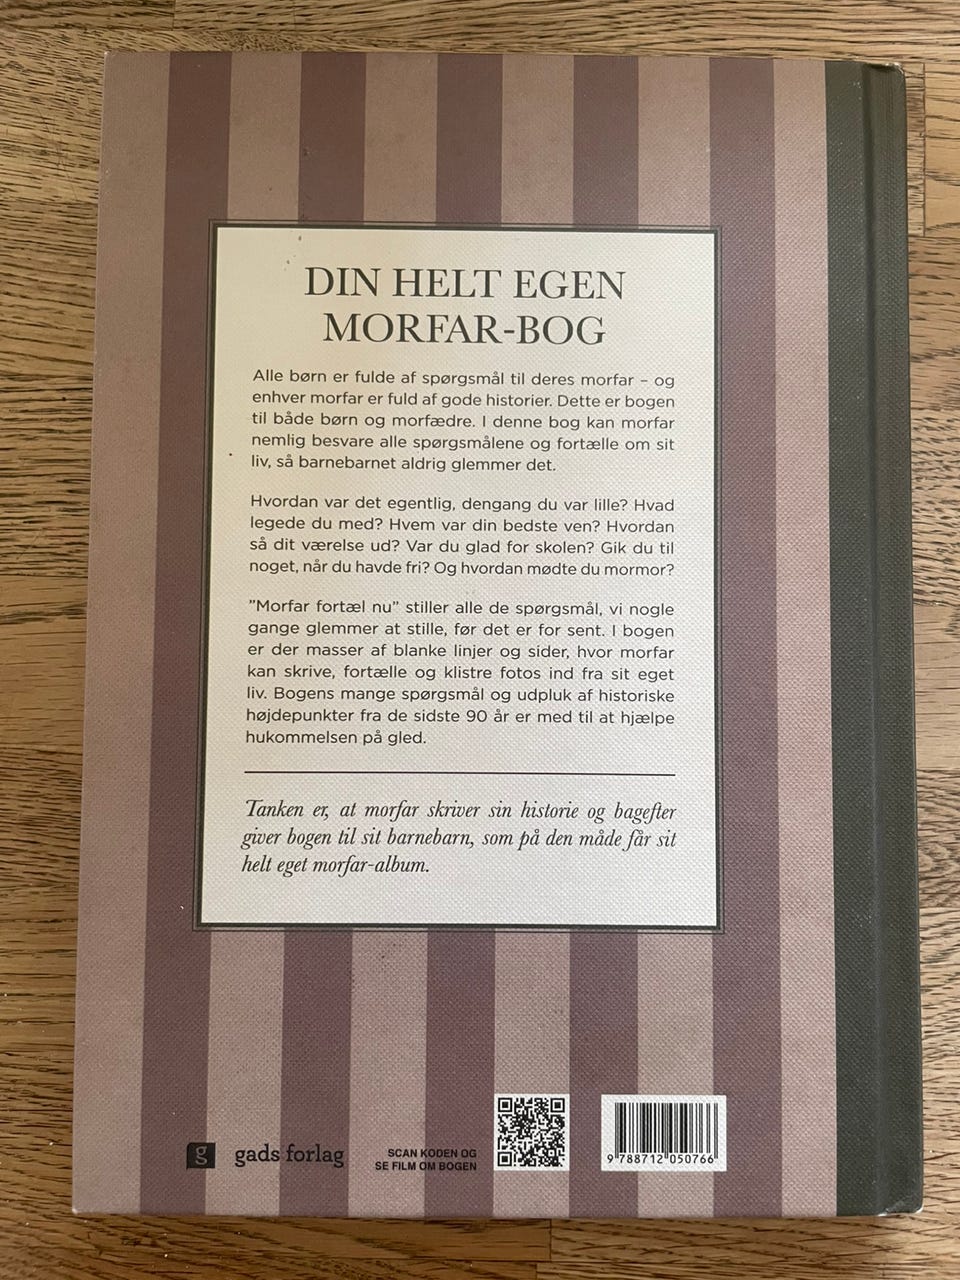 DIN HELT EGEN
MORFAR-BOG
Alle børn er fulde af spørgsmål til deres morfar – og
enhver morfar er fuld af gode historier. Dette er bogen
til både børn og morfædre. I denne bog kan morfar
nemlig besvare alle spørgsmålene og fortælle om sit
liv, så barnebarnet aldrig glemmer det.
Hvordan var det egentlig, dengang du var lille? Hvad
legede du med? Hvem var din bedste ven? Hvordan
så dit værelse ud? Var du glad for skolen? Gik du til
noget, når du havde fri? Og hvordan mødte du mormor?
”Morfar fortæl nu” stiller alle de spørgsmål, vi nogle
gange glemmer at stille, før det er for sent. I bogen
er der masser af blanke linjer og sider, hvor morfar
kan skrive, fortælle og klistre fotos ind fra sit eget
liv. Bogens mange spørgsmål og udpluk af historiske
højdepunkter fra de sidste 90 år er med til at hjælpe
hukommelsen på gled.
Tanken er, at morfar skriver sin historie og bagefter
giver bogen til sit barnebarn, som på den måde får sit
helt eget morfar-album.
g gads forlag
SCAN KODEN OG
SE FILM OM BOGEN
9 788712 050766